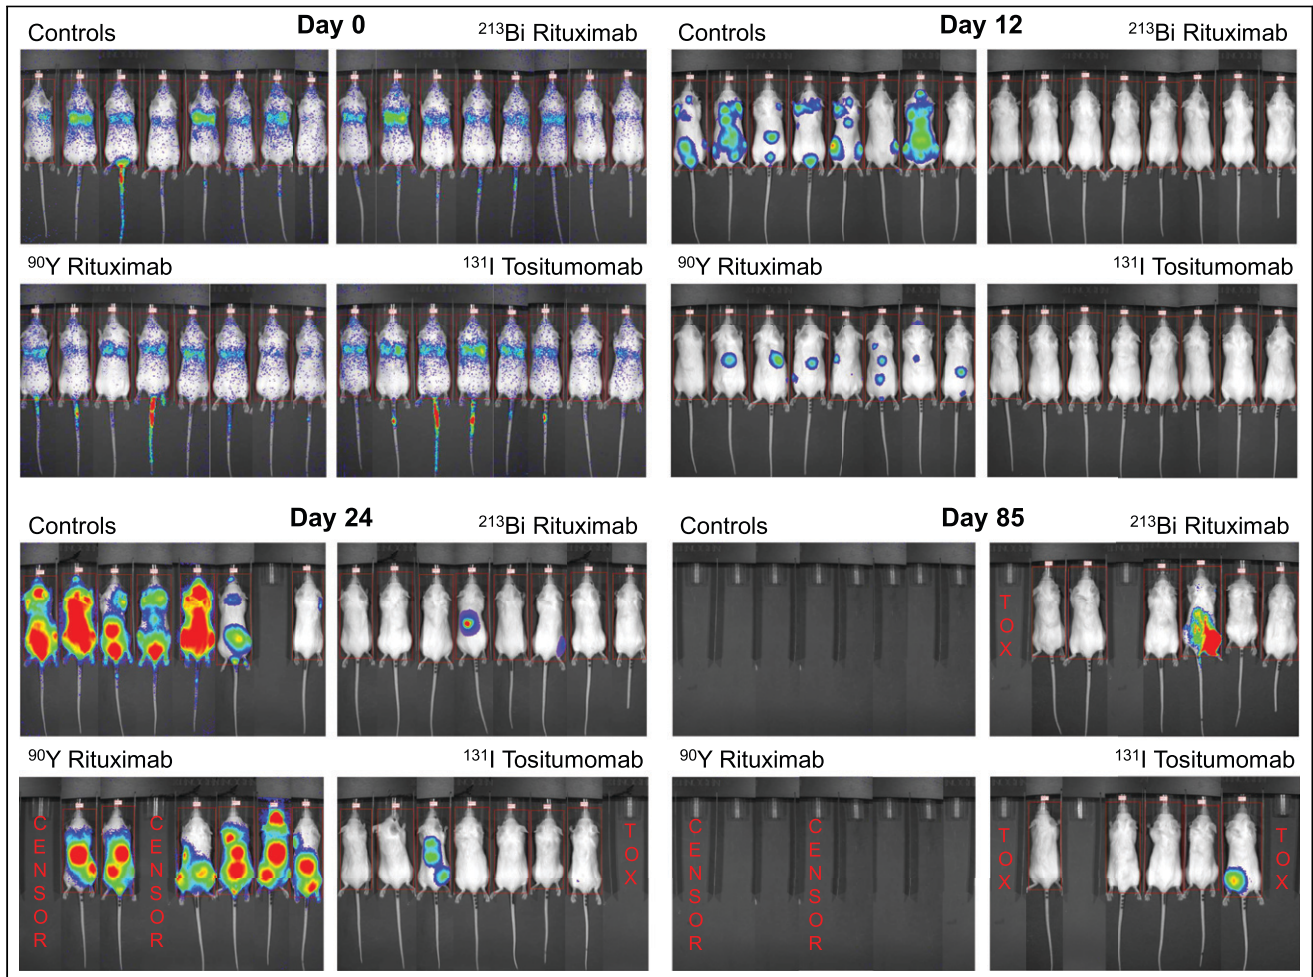 Day 0
Controls
²¹³Bi Rituximab
⁹⁰Y Rituximab
¹³¹I Tositumomab
Day 12
Controls
²¹³Bi Rituximab
⁹⁰Y Rituximab
¹³¹I Tositumomab
Day 24
Controls
²¹³Bi Rituximab
⁹⁰Y Rituximab
¹³¹I Tositumomab
CENSOR
CENSOR
TOX
Day 85
Controls
²¹³Bi Rituximab
TOX
⁹⁰Y Rituximab
¹³¹I Tositumomab
CENSOR
CENSOR
TOX
TOX